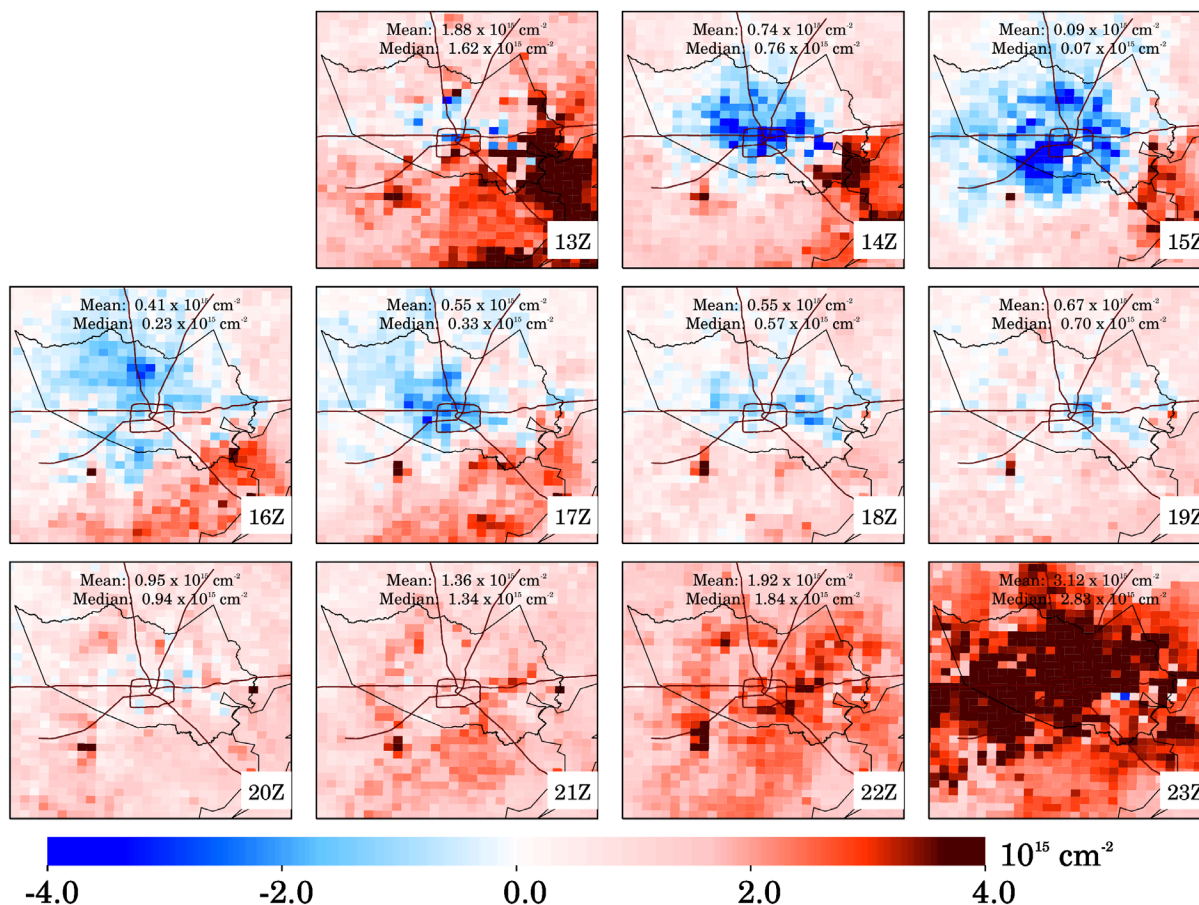 Mean: 1.88 x 10¹⁵ cm⁻²
Median: 1.62 x 10¹⁵ cm⁻²
13Z
Mean: 0.74 x 10¹⁵ cm⁻²
Median: 0.76 x 10¹⁵ cm⁻²
14Z
Mean: 0.09 x 10¹⁵ cm⁻²
Median: 0.07 x 10¹⁵ cm⁻²
15Z
Mean: 0.41 x 10¹⁵ cm⁻²
Median: 0.23 x 10¹⁵ cm⁻²
16Z
Mean: 0.55 x 10¹⁵ cm⁻²
Median: 0.33 x 10¹⁵ cm⁻²
17Z
Mean: 0.55 x 10¹⁵ cm⁻²
Median: 0.57 x 10¹⁵ cm⁻²
18Z
Mean: 0.67 x 10¹⁵ cm⁻²
Median: 0.70 x 10¹⁵ cm⁻²
19Z
Mean: 0.95 x 10¹⁵ cm⁻²
Median: 0.94 x 10¹⁵ cm⁻²
20Z
Mean: 1.36 x 10¹⁵ cm⁻²
Median: 1.34 x 10¹⁵ cm⁻²
21Z
Mean: 1.92 x 10¹⁵ cm⁻²
Median: 1.84 x 10¹⁵ cm⁻²
22Z
Mean: 3.12 x 10¹⁵ cm⁻²
Median: 2.83 x 10¹⁵ cm⁻²
23Z
10¹⁵ cm⁻²
-4.0 -2.0 0.0 2.0 4.0